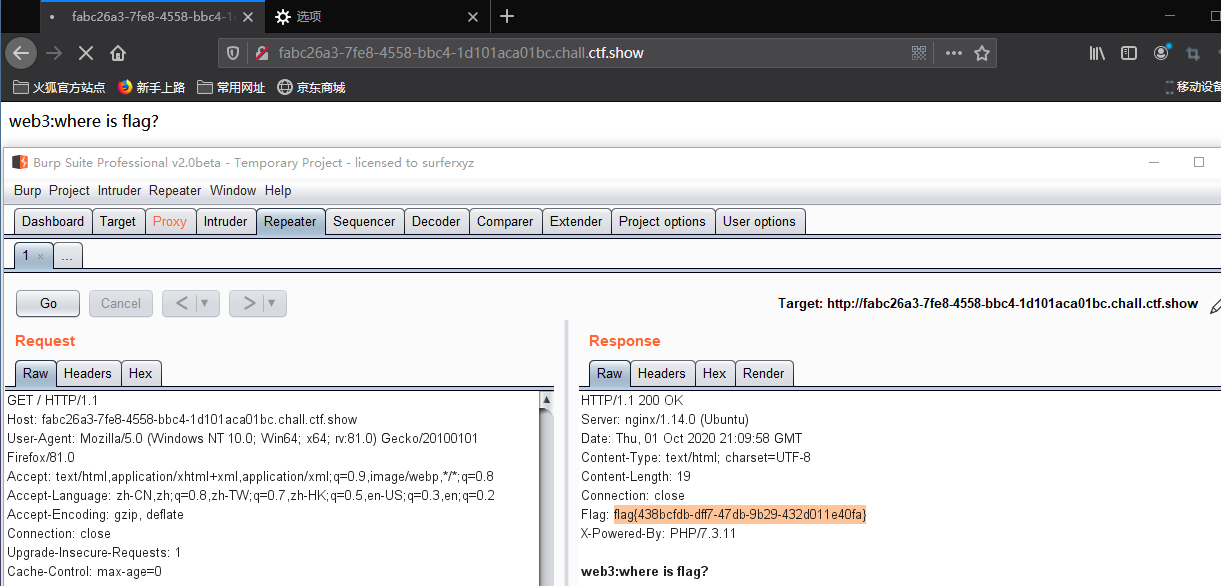 fabc26a3-7fe8-4558-bbc4-1
选项
fabc26a3-7fe8-4558-bbc4-1d101aca01bc.chall.ctf.show
火狐官方站点 新手上路 常用网址 京东商城 移动设备
web3:where is flag?
Burp Suite Professional v2.0beta - Temporary Project - licensed to surferxyz
Burp Project Intruder Repeater Window Help
Dashboard Target Proxy Intruder Repeater Sequencer Decoder Comparer Extender Project options User options
1 × ...
Go Cancel < > Target: http://fabc26a3-7fe8-4558-bbc4-1d101aca01bc.chall.ctf.show
Request
Raw Headers Hex
GET / HTTP/1.1
Host: fabc26a3-7fe8-4558-bbc4-1d101aca01bc.chall.ctf.show
User-Agent: Mozilla/5.0 (Windows NT 10.0; Win64; x64; rv:81.0) Gecko/20100101
Firefox/81.0
Accept: text/html,application/xhtml+xml,application/xml;q=0.9,image/webp,*/*;q=0.8
Accept-Language: zh-CN,zh;q=0.8,zh-TW;q=0.7,zh-HK;q=0.5,en-US;q=0.3,en;q=0.2
Accept-Encoding: gzip, deflate
Connection: close
Upgrade-Insecure-Requests: 1
Cache-Control: max-age=0
Response
Raw Headers Hex Render
HTTP/1.1 200 OK
Server: nginx/1.14.0 (Ubuntu)
Date: Thu, 01 Oct 2020 21:09:58 GMT
Content-Type: text/html; charset=UTF-8
Content-Length: 19
Connection: close
Flag: flag{438bcfdb-dff7-47db-9b29-432d011e40fa}
X-Powered-By: PHP/7.3.11
web3:where is flag?